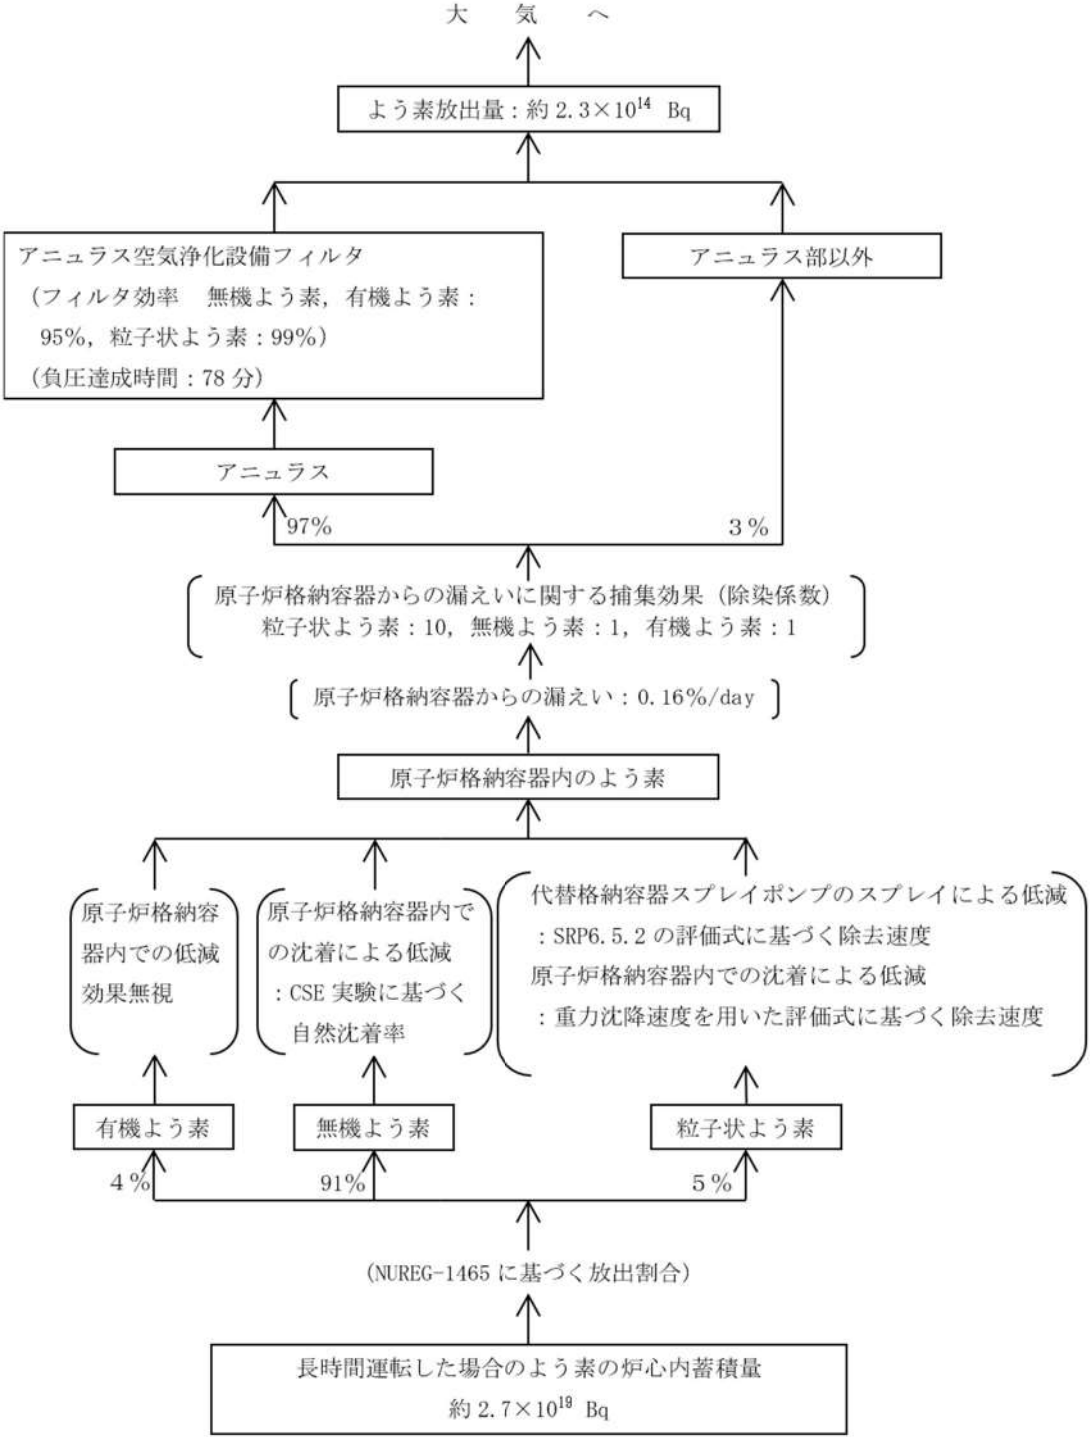 大　気　へ
よう素放出量：約 2.3×10¹⁴ Bq
アニュラス空気浄化設備フィルタ
（フィルタ効率　無機よう素，有機よう素：
95%，粒子状よう素：99%）
（負圧達成時間：78 分）
アニュラス部以外
アニュラス
97%
3%
原子炉格納容器からの漏えいに関する捕集効果（除染係数）
粒子状よう素：10，無機よう素：1，有機よう素：1
原子炉格納容器からの漏えい：0.16%/day
原子炉格納容器内のよう素
原子炉格納容
器内での低減
効果無視
原子炉格納容器内で
の沈着による低減
：CSE 実験に基づく
自然沈着率
代替格納容器スプレイポンプのスプレイによる低減
：SRP6.5.2 の評価式に基づく除去速度
原子炉格納容器内での沈着による低減
：重力沈降速度を用いた評価式に基づく除去速度
有機よう素
無機よう素
粒子状よう素
4%
91%
5%
（NUREG-1465 に基づく放出割合）
長時間運転した場合のよう素の炉心内蓄積量
約 2.7×10¹⁹ Bq